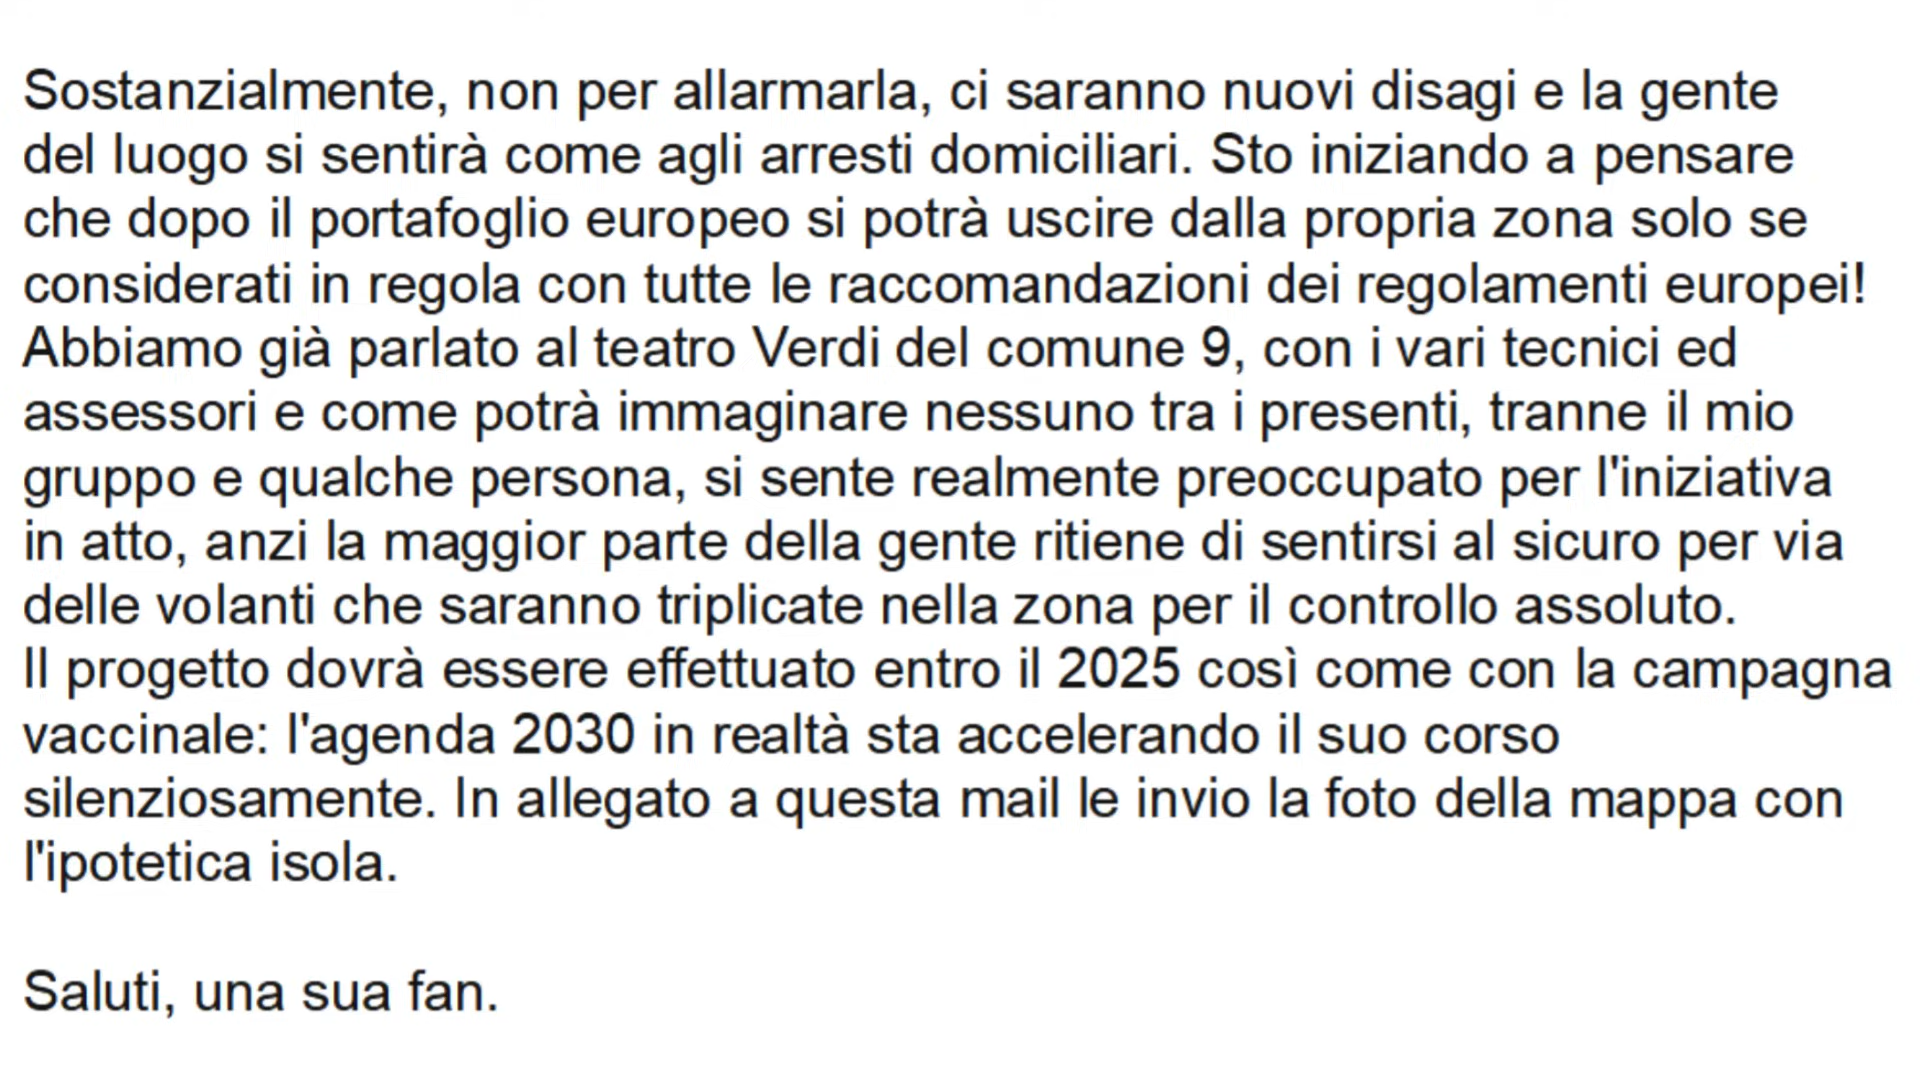 Sostanzialmente, non per allarmarla, ci saranno nuovi disagi e la gente
del luogo si sentirà come agli arresti domiciliari. Sto iniziando a pensare
che dopo il portafoglio europeo si potrà uscire dalla propria zona solo se
considerati in regola con tutte le raccomandazioni dei regolamenti europei!
Abbiamo già parlato al teatro Verdi del comune 9, con i vari tecnici ed
assessori e come potrà immaginare nessuno tra i presenti, tranne il mio
gruppo e qualche persona, si sente realmente preoccupato per l'iniziativa
in atto, anzi la maggior parte della gente ritiene di sentirsi al sicuro per via
delle volanti che saranno triplicate nella zona per il controllo assoluto.
Il progetto dovrà essere effettuato entro il 2025 così come con la campagna
vaccinale: l'agenda 2030 in realtà sta accelerando il suo corso
silenziosamente. In allegato a questa mail le invio la foto della mappa con
l'ipotetica isola.
Saluti, una sua fan.